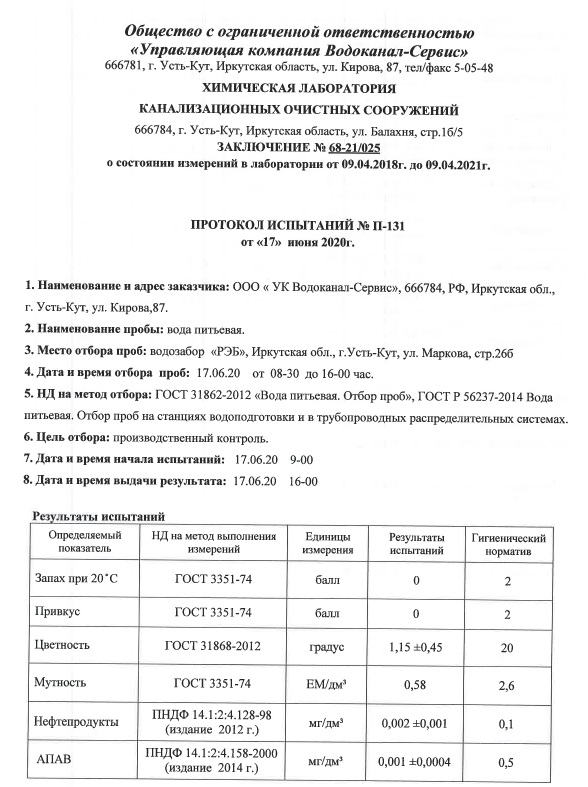 Общество с ограниченной ответственностью
«Управляющая компания Водоканал-Сервис»
666781, г. Усть-Кут, Иркутская область, ул. Кирова, 87, тел/факс 5-05-48
ХИМИЧЕСКАЯ ЛАБОРАТОРИЯ
КАНАЛИЗАЦИОННЫХ ОЧИСТНЫХ СООРУЖЕНИЙ
666784, г. Усть-Кут, Иркутская область, ул. Балахня, стр.1б/5
ЗАКЛЮЧЕНИЕ № 68-21/025
о состоянии измерений в лаборатории от 09.04.2018г. до 09.04.2021г.
ПРОТОКОЛ ИСПЫТАНИЙ № П-131
от «17» июня 2020г.
1. Наименование и адрес заказчика: ООО « УК Водоканал-Сервис», 666784, РФ, Иркутская обл.,
г. Усть-Кут, ул. Кирова,87.
2. Наименование пробы: вода питьевая.
3. Место отбора проб: водозабор «РЭБ», Иркутская обл., г.Усть-Кут, ул. Маркова, стр.26б
4. Дата и время отбора проб: 17.06.20 от 08-30 до 16-00 час.
5. НД на метод отбора: ГОСТ 31862-2012 «Вода питьевая. Отбор проб», ГОСТ Р 56237-2014 Вода
питьевая. Отбор проб на станциях водоподготовки и в трубопроводных распределительных системах.
6. Цель отбора: производственный контроль.
7. Дата и время начала испытаний: 17.06.20 9-00
8. Дата и время выдачи результата: 17.06.20 16-00
Результаты испытаний
Определяемый показатель НД на метод выполнения измерений Единицы измерения Результаты испытаний Гигиенический норматив
Запах при 20˚С ГОСТ 3351-74 балл 0 2
Привкус ГОСТ 3351-74 балл 0 2
Цветность ГОСТ 31868-2012 градус 1,15 ±0,45 20
Мутность ГОСТ 3351-74 ЕМ/дм³ 0,58 2,6
Нефтепродукты ПНДФ 14.1:2:4.128-98 (издание 2012 г.) мг/дм³ 0,002 ±0,001 0,1
АПАВ ПНДФ 14.1:2:4.158-2000 (издание 2014 г.) мг/дм³ 0,001 ±0,0004 0,5